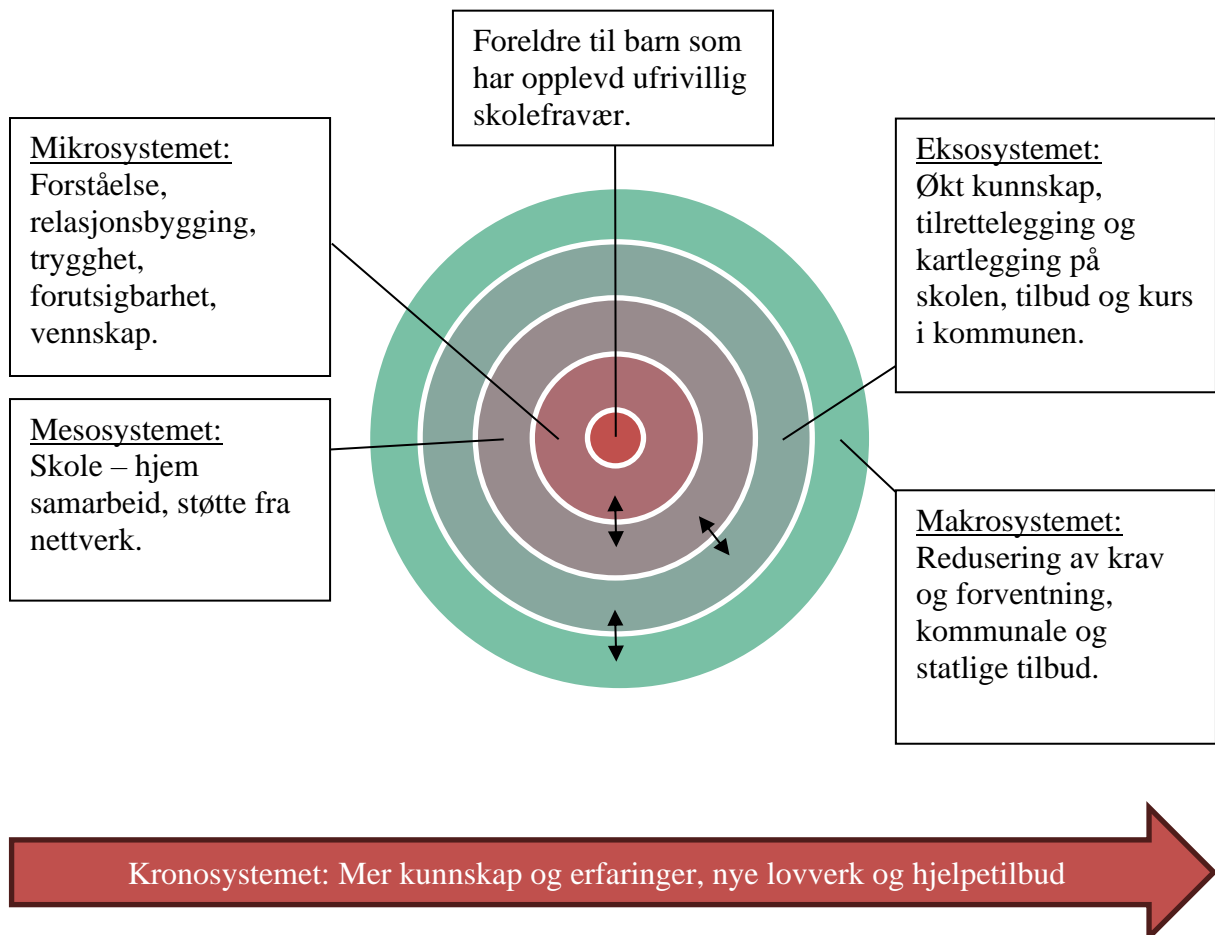 Foreldre til barn som
har opplevd ufrivillig
skolefravær.
Mikrosystemet:
Forståelse,
relasjonsbygging,
trygghet,
forutsigbarhet,
vennskap.
Mesosystemet:
Skole – hjem
samarbeid, støtte fra
nettverk.
Eksosystemet:
Økt kunnskap,
tilrettelegging og
kartlegging på
skolen, tilbud og kurs
i kommunen.
Makrosystemet:
Redusering av krav
og forventning,
kommunale og
statlige tilbud.
Kronosystemet: Mer kunnskap og erfaringer, nye lovverk og hjelpetilbud